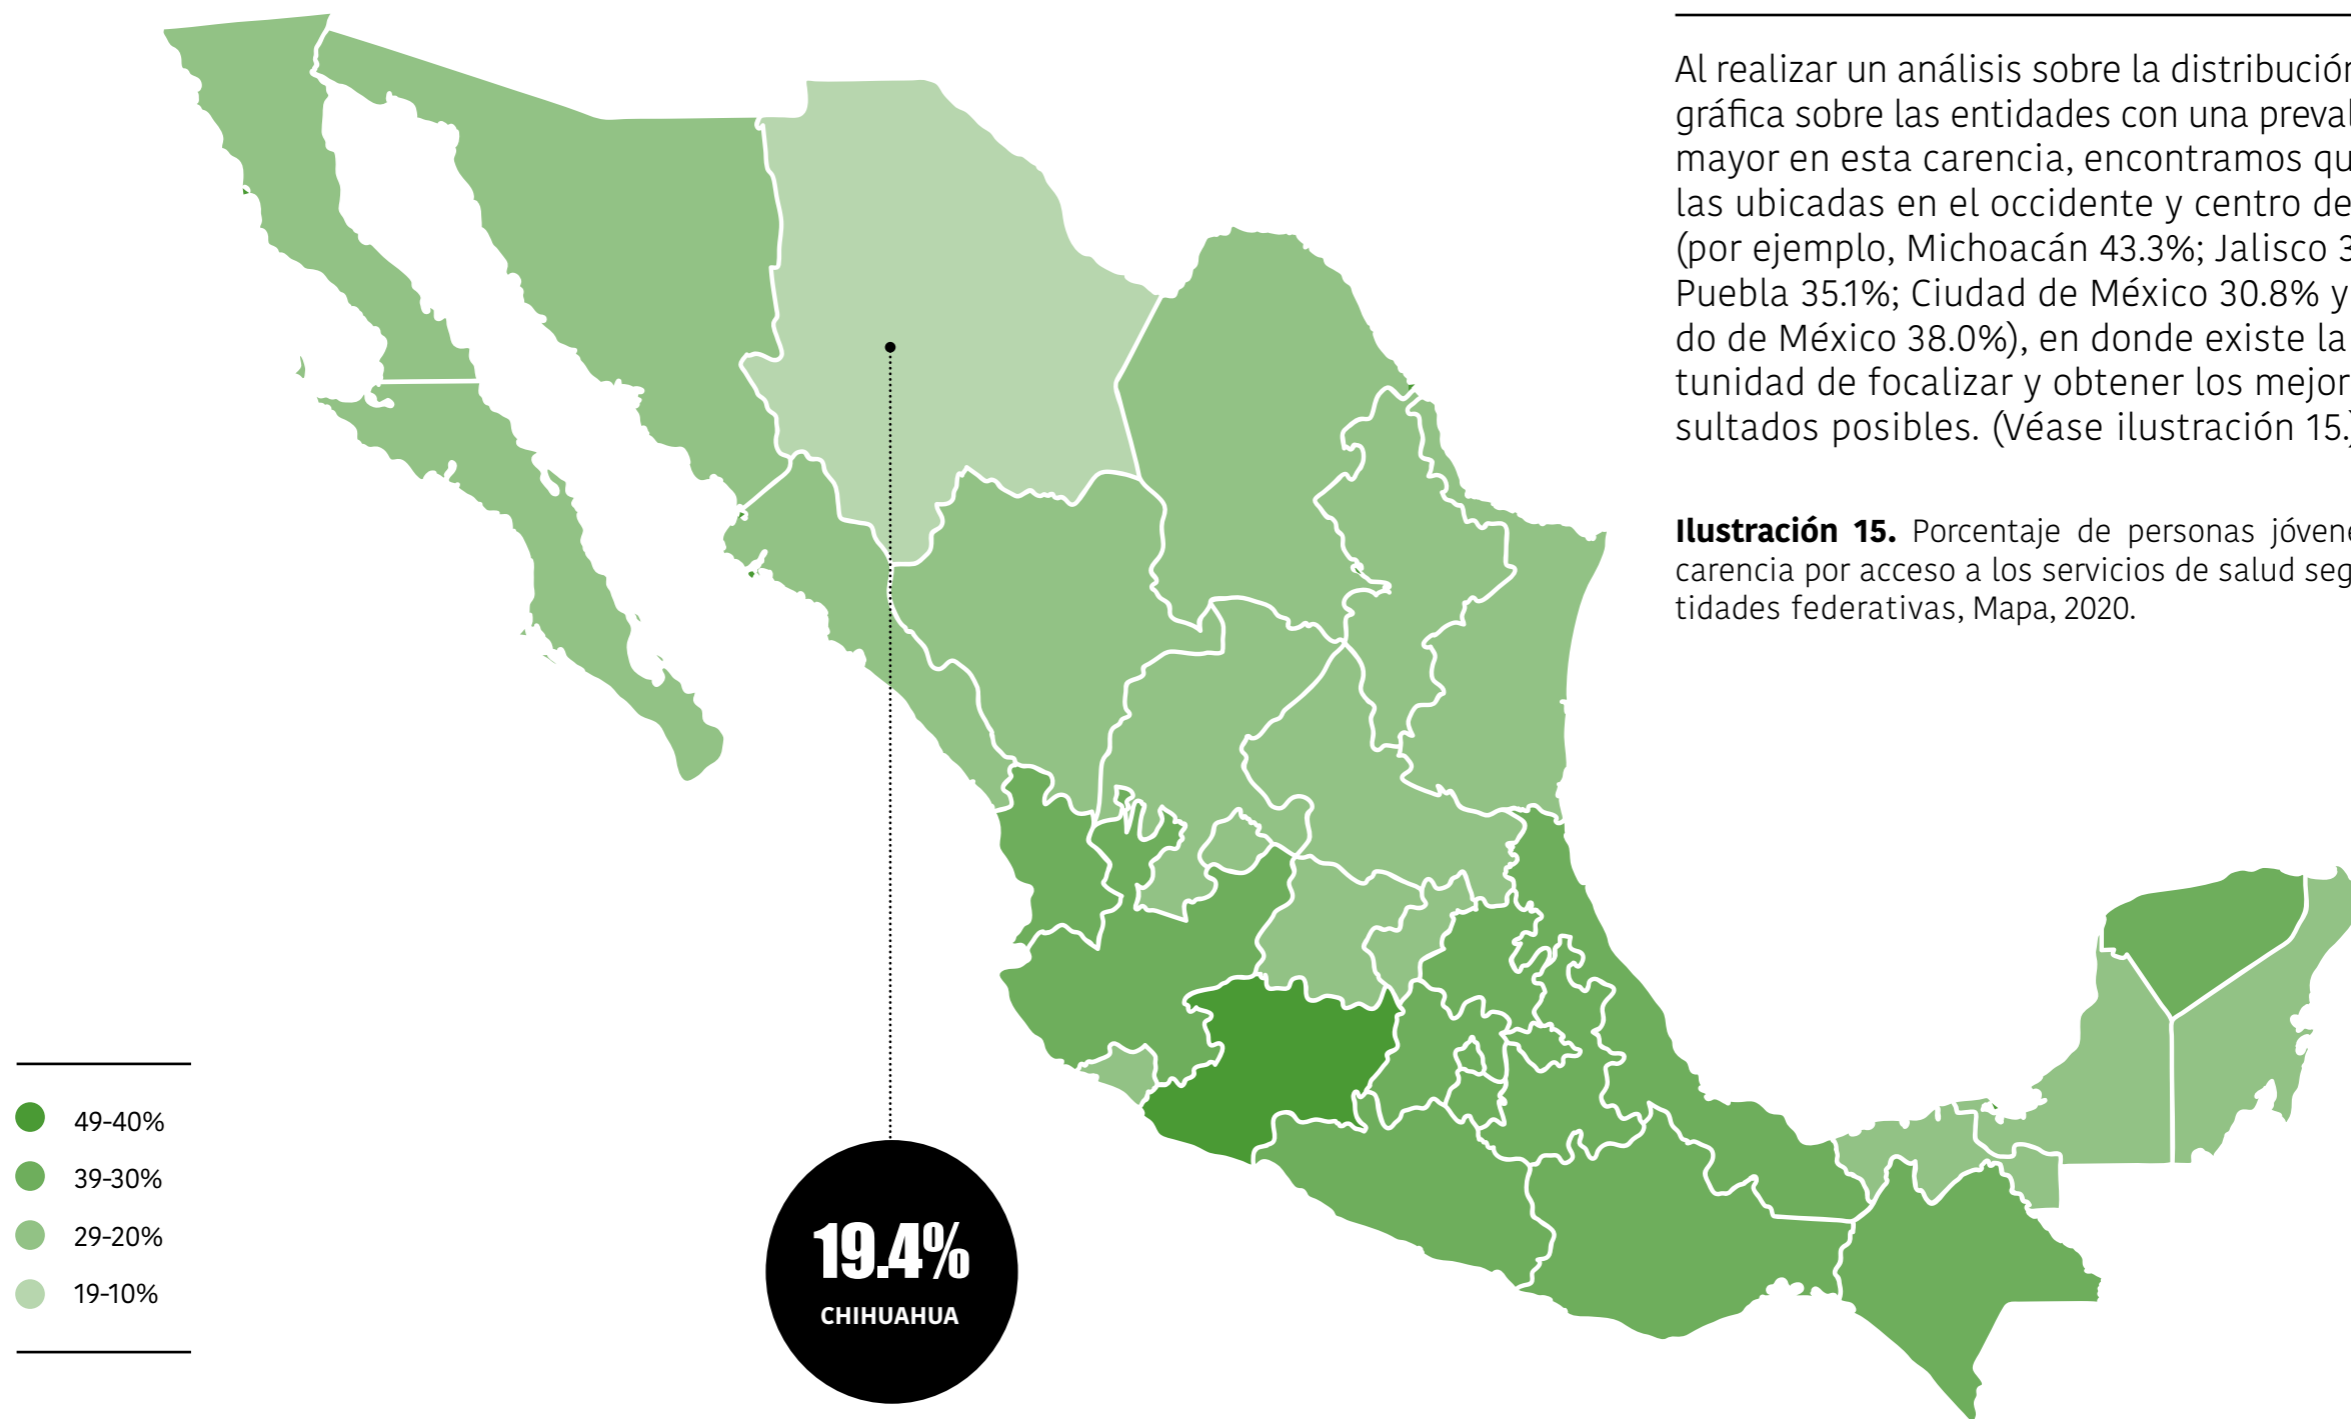 Al realizar un análisis sobre la distribución
gráfica sobre las entidades con una preval
mayor en esta carencia, encontramos qu
las ubicadas en el occidente y centro de
(por ejemplo, Michoacán 43.3%; Jalisco 3
Puebla 35.1%; Ciudad de México 30.8% y
do de México 38.0%), en donde existe la
tunidad de focalizar y obtener los mejor
sultados posibles. (Véase ilustración 15.)
Ilustración 15. Porcentaje de personas jóvene
carencia por acceso a los servicios de salud seg
tidades federativas, Mapa, 2020.
49-40%
39-30%
29-20%
19-10%
19.4%
CHIHUAHUA